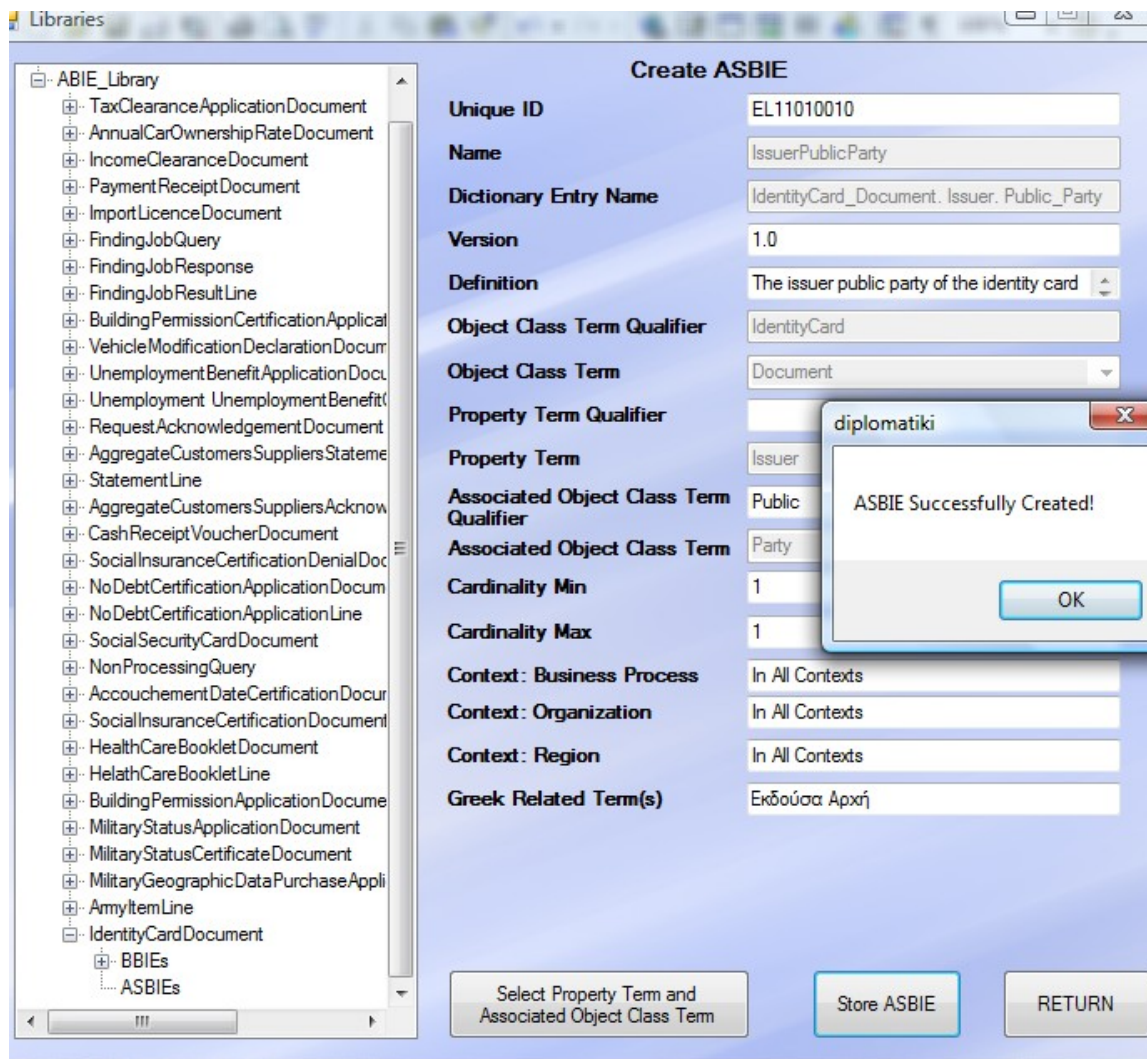 Libraries
ABIE_Library
TaxClearanceApplicationDocument
AnnualCarOwnershipRateDocument
IncomeClearanceDocument
PaymentReceiptDocument
ImportLicenceDocument
FindingJobQuery
FindingJobResponse
FindingJobResultLine
BuildingPermissionCertificationApplicat
VehicleModificationDeclarationDocum
UnemploymentBenefitApplicationDocu
Unemployment UnemploymentBenefit(
RequestAcknowledgementDocument
AggregateCustomersSuppliersStateme
StatementLine
AggregateCustomersSuppliersAcknow
CashReceiptVoucherDocument
SocialInsuranceCertificationDenialDoc
NoDebtCertificationApplicationDocum
NoDebtCertificationApplicationLine
SocialSecurityCardDocument
NonProcessingQuery
AccouchementDateCertificationDocur
SocialInsuranceCertificationDocument
HealthCareBookletDocument
HelathCareBookletLine
BuildingPermissionApplicationDocume
MilitaryStatusApplicationDocument
MilitaryStatusCertificateDocument
MilitaryGeographicDataPurchaseAppli
ArmyItemLine
IdentityCardDocument
BBIEs
ASBIEs
Create ASBIE
Unique ID EL11010010
Name IssuerPublicParty
Dictionary Entry Name IdentityCard_Document. Issuer. Public_Party
Version 1.0
Definition The issuer public party of the identity card
Object Class Term Qualifier IdentityCard
Object Class Term Document
Property Term Qualifier
Property Term Issuer
Associated Object Class Term
Qualifier Public
Associated Object Class Term Party
Cardinality Min 1
Cardinality Max 1
Context: Business Process In All Contexts
Context: Organization In All Contexts
Context: Region In All Contexts
Greek Related Term(s) Εκδούσα Αρχή
diplomatiki
ASBIE Successfully Created!
OK
Select Property Term and
Associated Object Class Term
Store ASBIE
RETURN